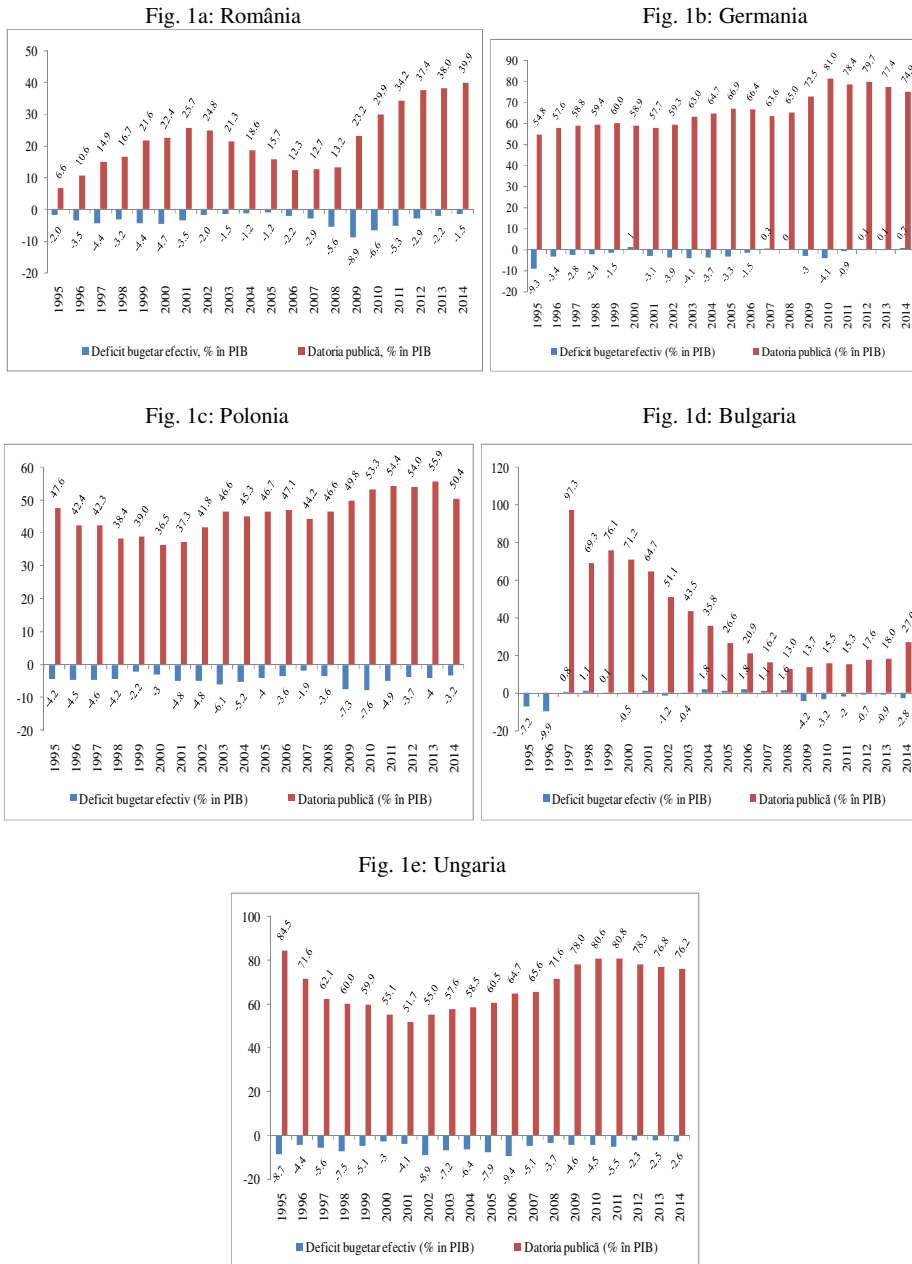 Fig. 1a: România
50
40
30
20
10
0
-10
-20
6.6 10.6 14.9 16.7 21.6 22.4 25.7 24.8 21.3 18.6 15.7 12.3 12.7 13.2 23.2 29.9 34.2 37.4 38.0 39.9
-2.0 -3.5 -4.4 -3.2 -4.4 -4.7 -3.5 -2.0 -1.5 -1.2 -1.2 -2.2 -2.9 -5.6 -8.9 -6.6 -5.3 -2.9 -2.2 -1.5
1995 1996 1997 1998 1999 2000 2001 2002 2003 2004 2005 2006 2007 2008 2009 2010 2011 2012 2013 2014
Deficit bugetar efectiv, % în PIB Datoria publică, % în PIB
Fig. 1b: Germania
90
80
70
60
50
40
30
20
10
0
-10
-20
54.8 57.6 58.8 59.4 60.0 58.9 57.7 59.3 63.0 64.7 66.9 66.4 63.6 65.0 72.5 81.0 78.4 79.7 77.4 74.9
-9.3 -3.4 -2.8 -2.4 -1.5 1 -3.1 -3.9 -4.1 -3.7 -3.3 -1.5 0.3 0 -3 -4.1 -0.9 0.1 0.1 0.7
1995 1996 1997 1998 1999 2000 2001 2002 2003 2004 2005 2006 2007 2008 2009 2010 2011 2012 2013 2014
Deficit bugetar efectiv (% in PIB) Datoria publică (% în PIB)
Fig. 1c: Polonia
60
50
40
30
20
10
0
-10
-20
47.6 42.4 42.3 38.4 39.0 36.5 37.3 41.8 46.6 45.3 46.7 47.1 44.2 46.6 49.8 53.3 54.4 54.0 55.9 50.4
-4.2 -4.5 -4.6 -4.2 -2.2 -3 -4.8 -4.8 -6.1 -5.2 -4 -3.6 -1.9 -3.6 -7.3 -7.6 -4.9 -3.7 -4 -3.2
1995 1996 1997 1998 1999 2000 2001 2002 2003 2004 2005 2006 2007 2008 2009 2010 2011 2012 2013 2014
Deficit bugetar efectiv (% in PIB) Datoria publică (% în PIB)
Fig. 1d: Bulgaria
120
100
80
60
40
20
0
-20
97.3 69.3 76.1 71.2 64.7 51.1 43.5 35.8 26.6 20.9 16.2 13.0 13.7 15.5 15.3 17.6 18.0 27.0
-7.2 -9.9 0.8 1.1 0.1 -0.5 1 -1.2 -0.4 1.8 1 1.8 1.1 1.6 -4.2 -3.2 -2 -0.7 -0.9 -2.8
1995 1996 1997 1998 1999 2000 2001 2002 2003 2004 2005 2006 2007 2008 2009 2010 2011 2012 2013 2014
Deficit bugetar efectiv (% in PIB) Datoria publică (% în PIB)
Fig. 1e: Ungaria
100
80
60
40
20
0
-20
84.5 71.6 62.1 60.0 59.9 55.1 51.7 55.0 57.6 58.5 60.5 64.7 65.6 71.6 78.0 80.6 80.8 78.3 76.8 76.2
-8.7 -4.4 -5.6 -7.5 -5.1 -3 -4.1 -8.9 -7.2 -6.4 -7.9 -9.4 -5.1 -3.7 -4.6 -4.5 -5.5 -2.3 -2.5 -2.6
1995 1996 1997 1998 1999 2000 2001 2002 2003 2004 2005 2006 2007 2008 2009 2010 2011 2012 2013 2014
Deficit bugetar efectiv (% in PIB) Datoria publică (% în PIB)